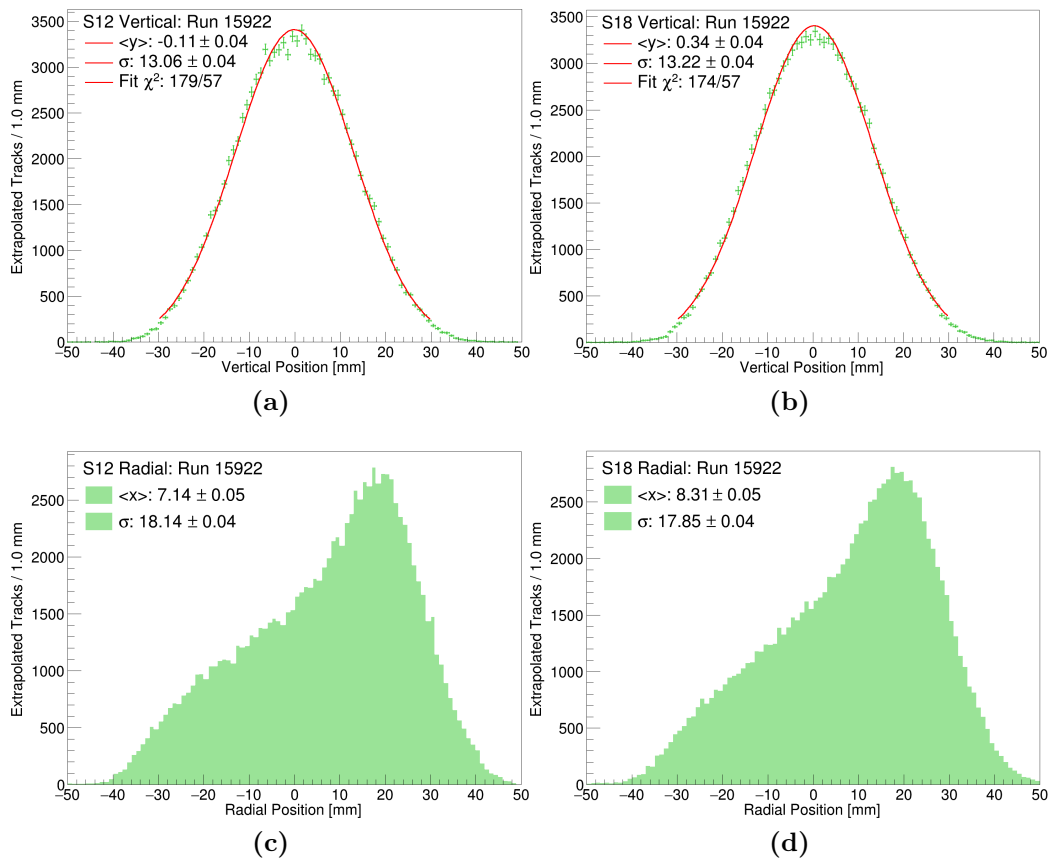 S12 Vertical: Run 15922
<y>: -0.11 ± 0.04
σ: 13.06 ± 0.04
Fit χ²: 179/57
Extrapolated Tracks / 1.0 mm
3500
3000
2500
2000
1500
1000
500
0
−50 −40 −30 −20 −10 0 10 20 30 40 50
Vertical Position [mm]
(a)
S18 Vertical: Run 15922
<y>: 0.34 ± 0.04
σ: 13.22 ± 0.04
Fit χ²: 174/57
Extrapolated Tracks / 1.0 mm
3500
3000
2500
2000
1500
1000
500
0
−50 −40 −30 −20 −10 0 10 20 30 40 50
Vertical Position [mm]
(b)
S12 Radial: Run 15922
<x>: 7.14 ± 0.05
σ: 18.14 ± 0.04
Extrapolated Tracks / 1.0 mm
2500
2000
1500
1000
500
0
−50 −40 −30 −20 −10 0 10 20 30 40 50
Radial Position [mm]
(c)
S18 Radial: Run 15922
<x>: 8.31 ± 0.05
σ: 17.85 ± 0.04
Extrapolated Tracks / 1.0 mm
2500
2000
1500
1000
500
0
−50 −40 −30 −20 −10 0 10 20 30 40 50
Radial Position [mm]
(d)